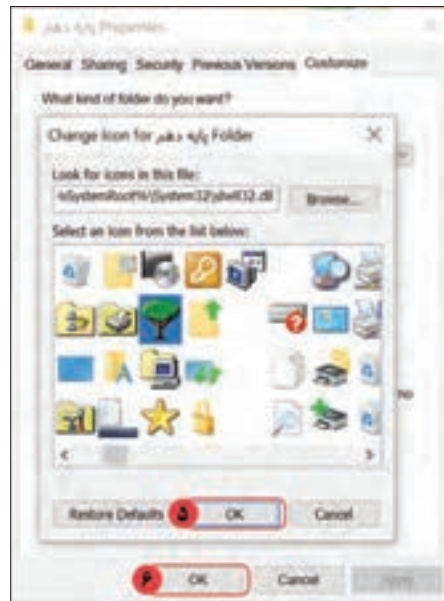 پایه دهم Properties
General Sharing Security Previous Versions Customize
What kind of folder do you want?
Change Icon for پایه دهم Folder
Look for icons in this file:
%SystemRoot%\System32\shell32.dll
Browse...
Select an icon from the list below:
Restore Defaults
۵
OK
Cancel
۶
OK
Cancel
Apply